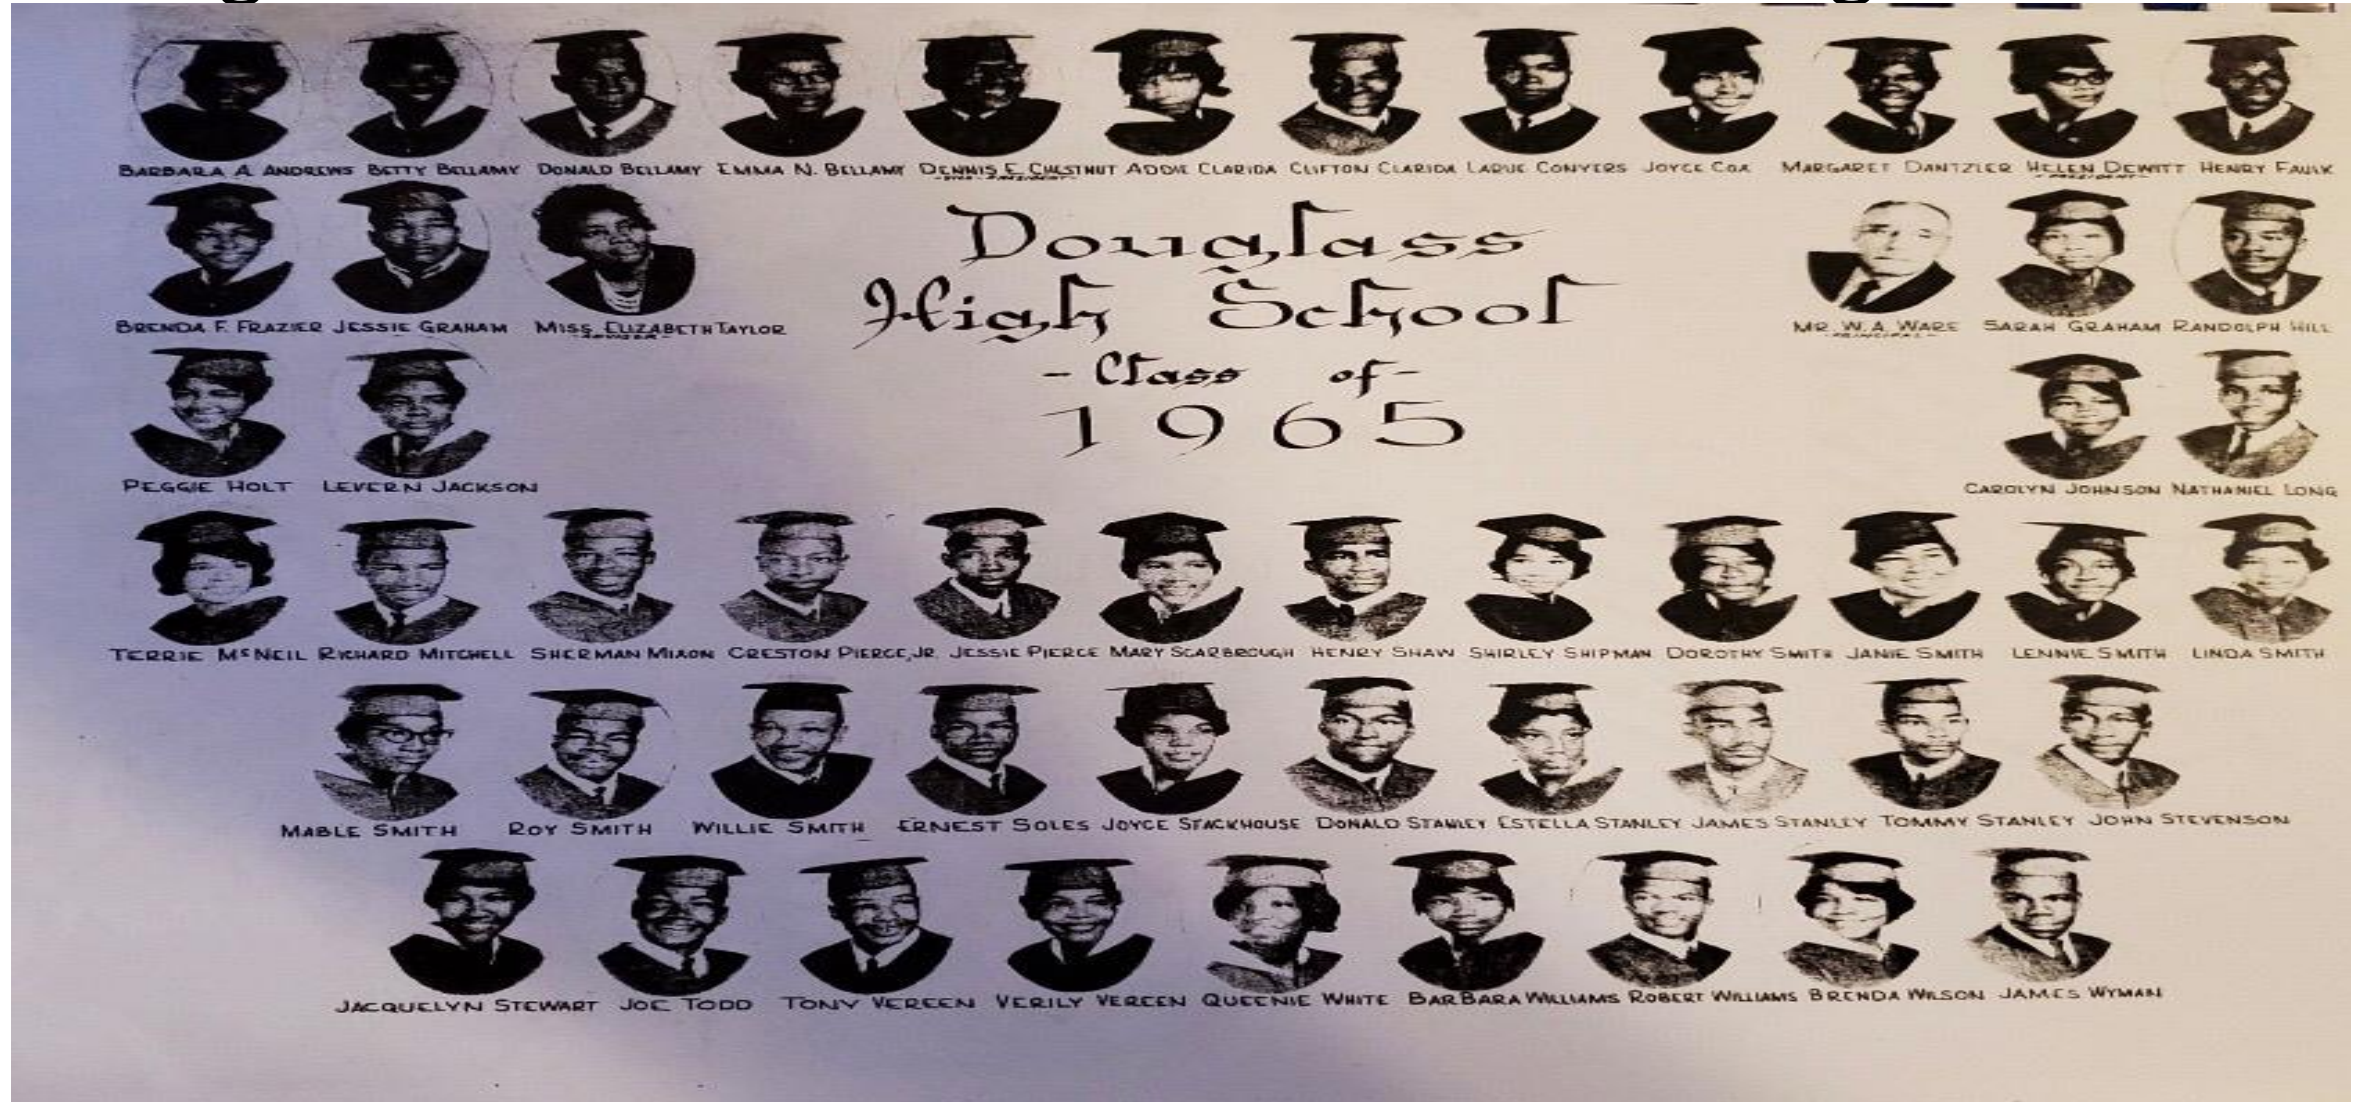 BARBARA A. ANDREWS BETTY BELLAMY DONALD BELLAMY EMMA N. BELLAMY DENNIS E. CHESTNUT ADDIE CLARIDA CLIFTON CLARIDA LARUE CONYERS JOYCE COX MARGARET DANTZLER HELEN DEWITT HENRY FAULK
-VICE-PRESIDENT- -PRESIDENT-
Douglass
High School
-Class of-
1965
BRENDA F. FRAZIER JESSIE GRAHAM MISS ELIZABETH TAYLOR MR. W. A. WARE SARAH GRAHAM RANDOLPH HILL
-ADVISOR- -PRINCIPAL-
PEGGIE HOLT LEVERN JACKSON CAROLYN JOHNSON NATHANIEL LONG
TERRIE McNEIL RICHARD MITCHELL SHERMAN MIXON CRESTON PIERCE, JR. JESSIE PIERCE MARY SCARBROUGH HENRY SHAW SHIRLEY SHIPMAN DOROTHY SMITH JANIE SMITH LENNIE SMITH LINDA SMITH
MABLE SMITH ROY SMITH WILLIE SMITH ERNEST SOLES JOYCE STACKHOUSE DONALD STANLEY ESTELLA STANLEY JAMES STANLEY TOMMY STANLEY JOHN STEVENSON
JACQUELYN STEWART JOE TODD TONY VEREEN VERILY VEREEN QUEENIE WHITE BARBARA WILLIAMS ROBERT WILLIAMS BRENDA WILSON JAMES WYMAN